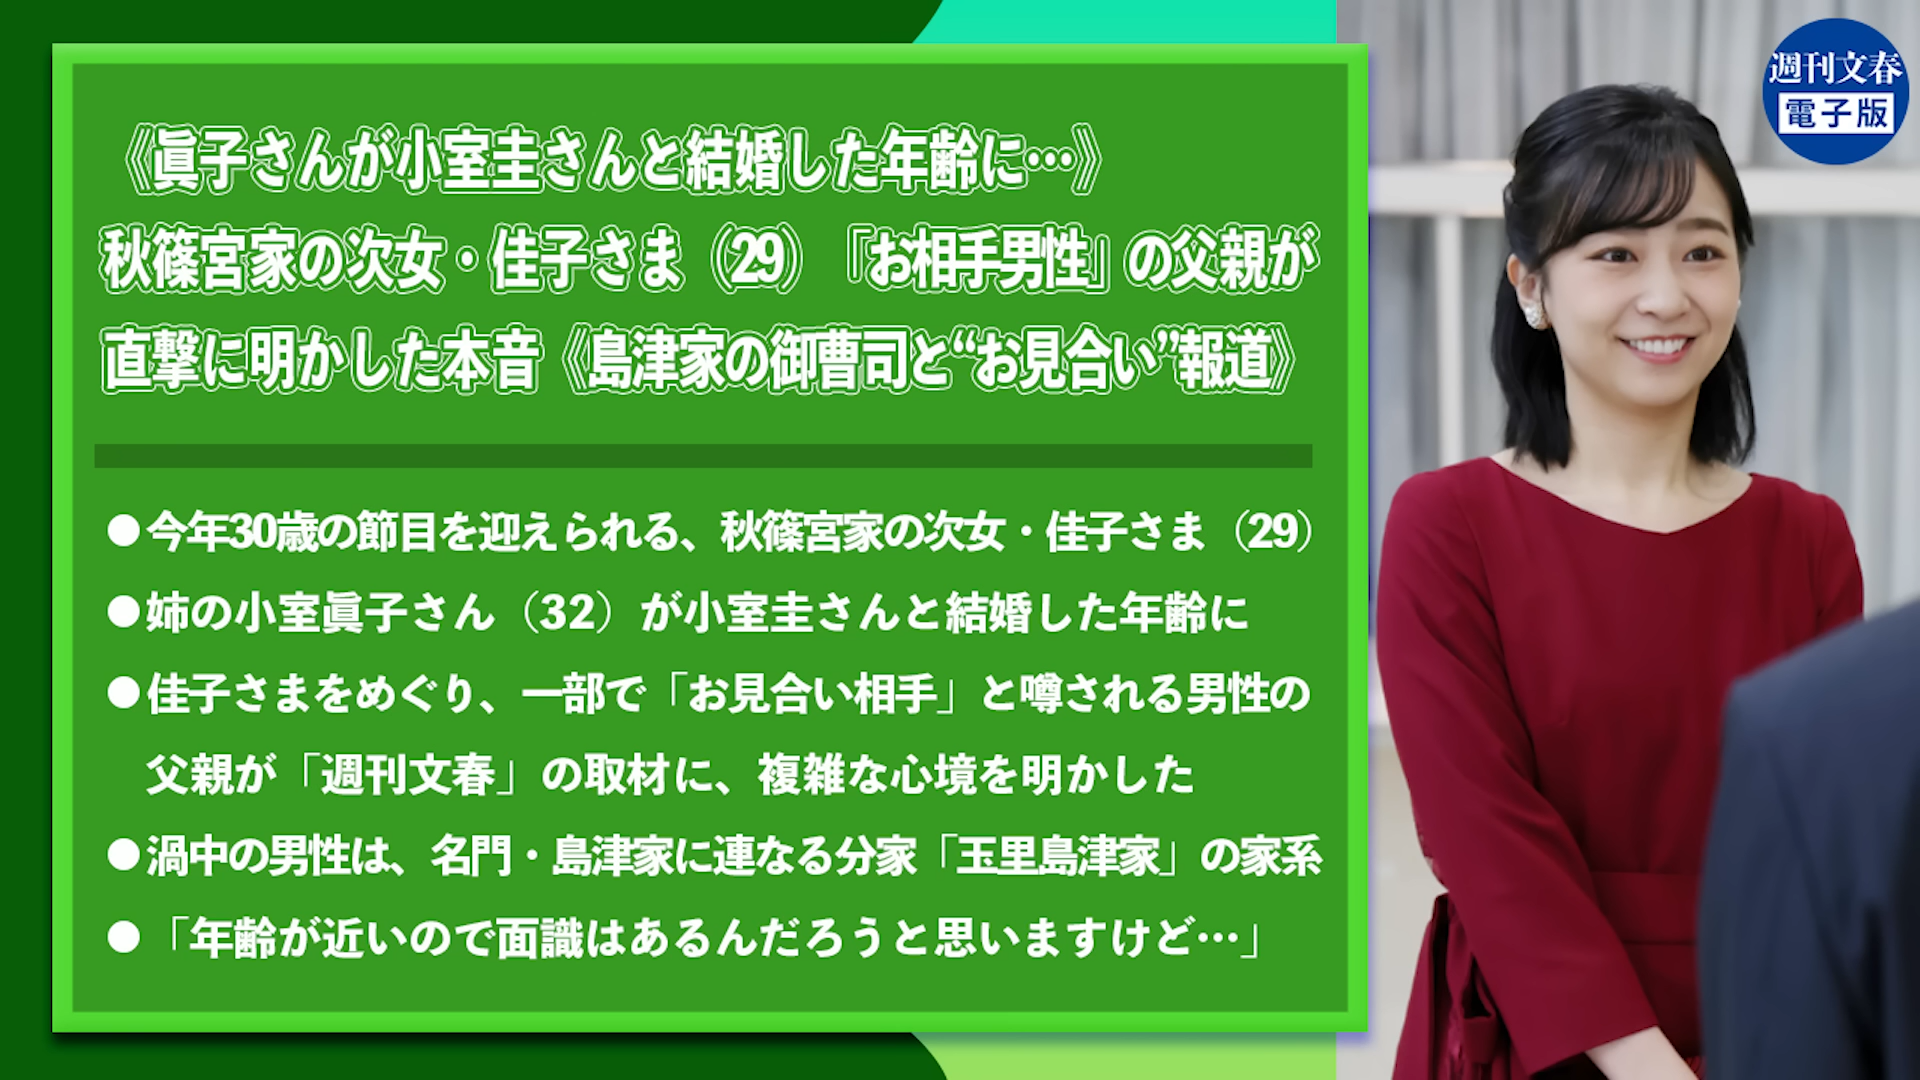 《眞子さんが小室圭さんと結婚した年齢に…》
秋篠宮家の次女・佳子さま（29）「お相手男性」の父親が
直撃に明かした本音《島津家の御曹司と“お見合い”報道》
●今年30歳の節目を迎えられる、秋篠宮家の次女・佳子さま（29）
●姉の小室眞子さん（32）が小室圭さんと結婚した年齢に
●佳子さまをめぐり、一部で「お見合い相手」と噂される男性の
父親が「週刊文春」の取材に、複雑な心境を明かした
●渦中の男性は、名門・島津家に連なる分家「玉里島津家」の家系
●「年齢が近いので面識はあるんだろうと思いますけど…」
週刊文春
電子版